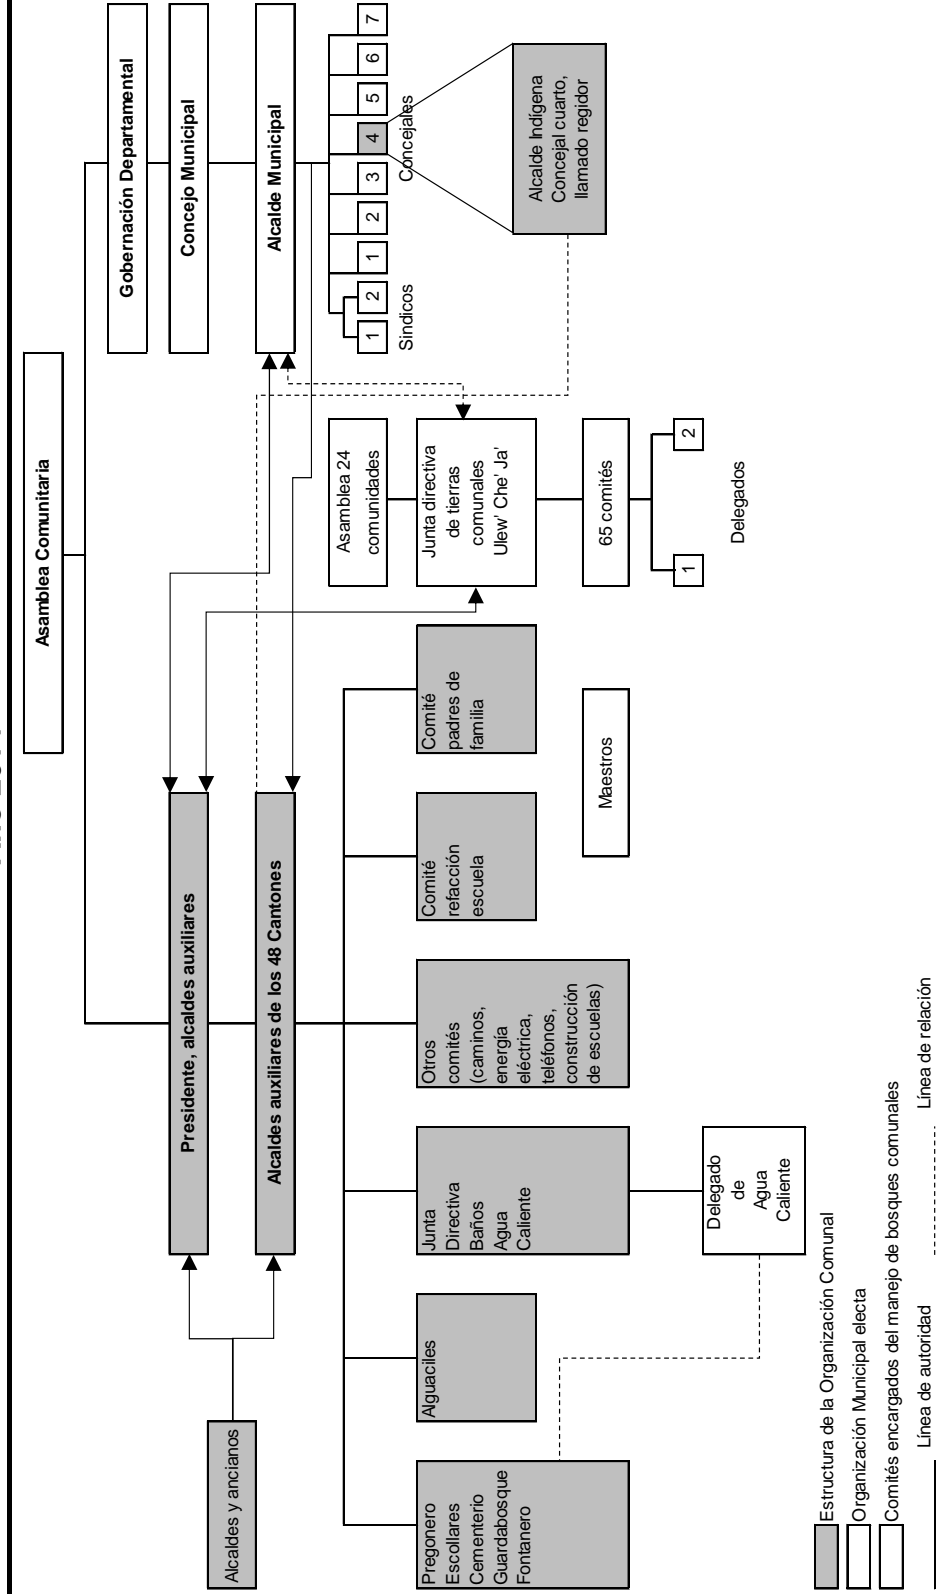 Asamblea Comunitaria
Gobernación Departamental
Concejo Municipal
Alcalde Municipal
Presidente, alcaldes auxiliares
Alcaldes auxiliares de los 48 Cantones
Alcaldes y ancianos
1
2
1
2
3
4
5
6
7
Sindicos
Concejales
Alcalde Indígena
Concejal cuarto,
llamado regidor
Asamblea 24
comunidades
Junta directiva
de tierras
comunales
Ulew' Che' Ja'
65 comités
1
2
Delegados
Pregonero
Escollares
Cementerio
Guardabosque
Fontanero
Alguaciles
Junta
Directiva
Baños
Agua
Caliente
Otros
comités
(caminos,
energía
eléctrica,
teléfonos,
construcción
de escuelas)
Comité
refacción
escuela
Comité
padres de
familia
Maestros
Delegado
de
Agua
Caliente
Estructura de la Organización Comunal
Organización Municipal electa
Comités encargados del manejo de bosques comunales
Línea de autoridad
Línea de relación